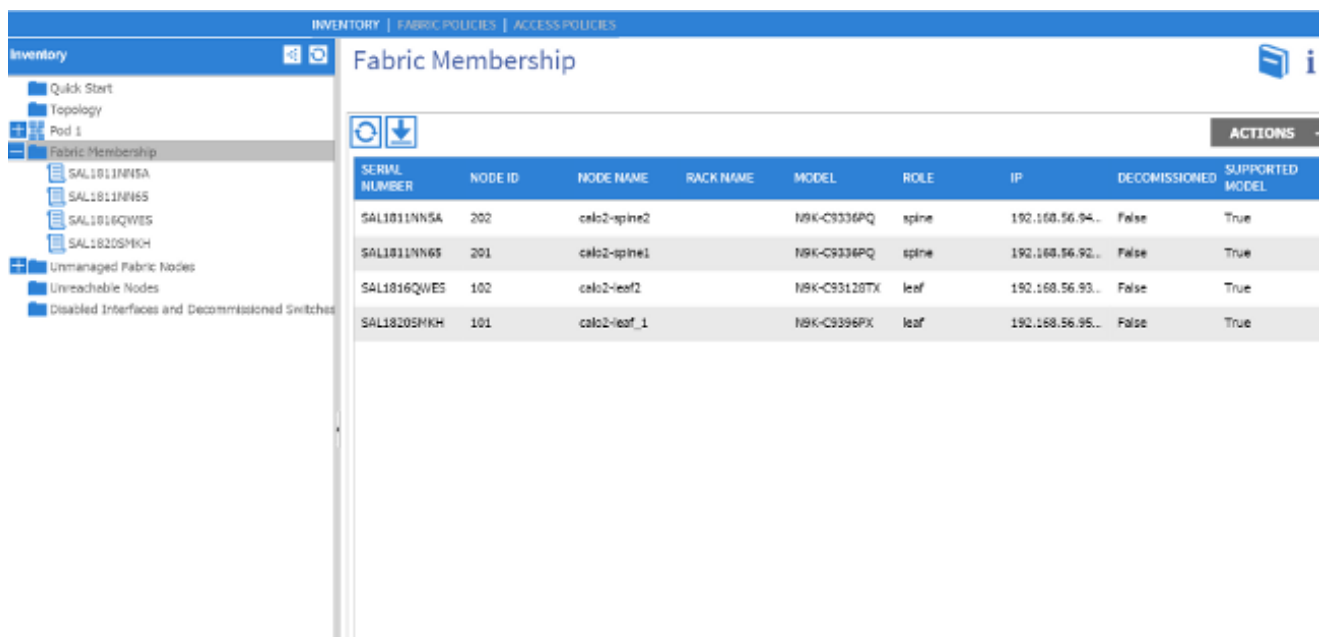 INVENTORY | FABRIC POLICIES | ACCESS POLICIES
Inventory
Quick Start
Topology
Pod 1
Fabric Membership
SAL1811NN5A
SAL1811NN65
SAL1816QWES
SAL1820SMKH
Unmanaged Fabric Nodes
Unreachable Nodes
Disabled Interfaces and Decommissioned Switches
Fabric Membership
i
ACTIONS
SERIAL NUMBER NODE ID NODE NAME RACK NAME MODEL ROLE IP DECOMISSIONED SUPPORTED MODEL
SAL1811NN5A 202 calo2-spine2 N9K-C9336PQ spine 192.168.56.94... False True
SAL1811NN65 201 calo2-spine1 N9K-C9336PQ spine 192.168.56.92... False True
SAL1816QWES 102 calo2-leaf2 N9K-C93128TX leaf 192.168.56.93... False True
SAL1820SMKH 101 calo2-leaf_1 N9K-C9396PX leaf 192.168.56.95... False True